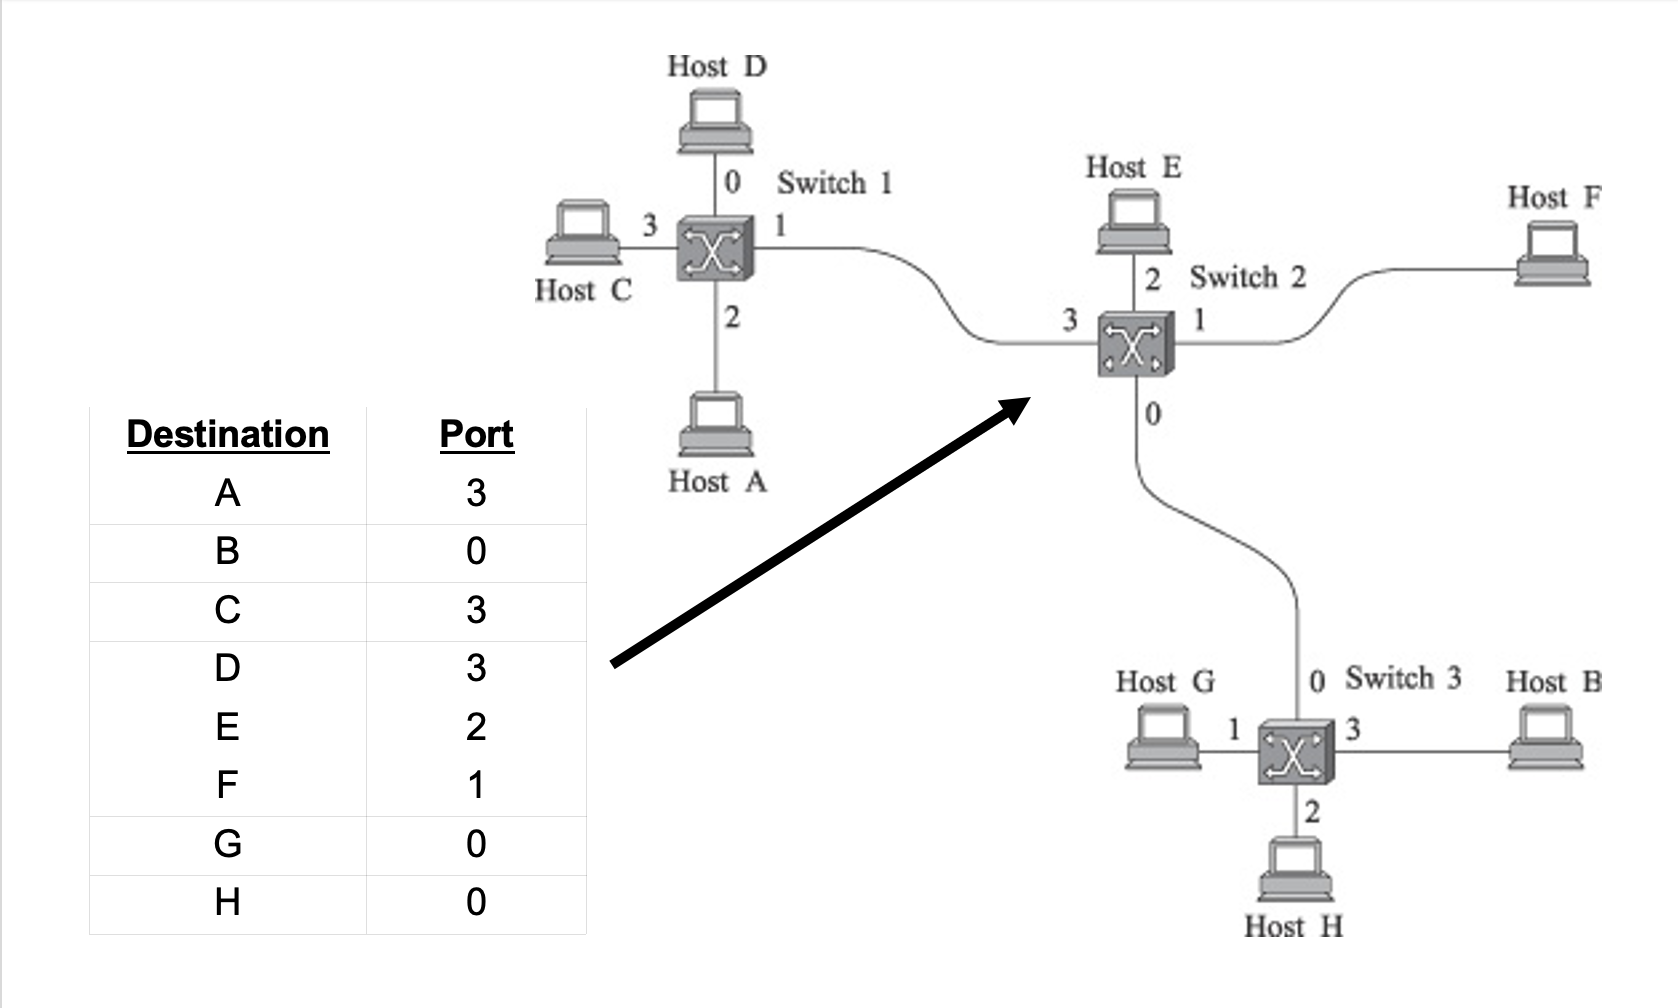 Host D
0 Switch 1
3 1
Host C
2
Host A
Host E
2 Switch 2
3 1
0
Host F
Host G
0 Switch 3
Host B
1 3
2
Host H
Destination Port
A 3
B 0
C 3
D 3
E 2
F 1
G 0
H 0